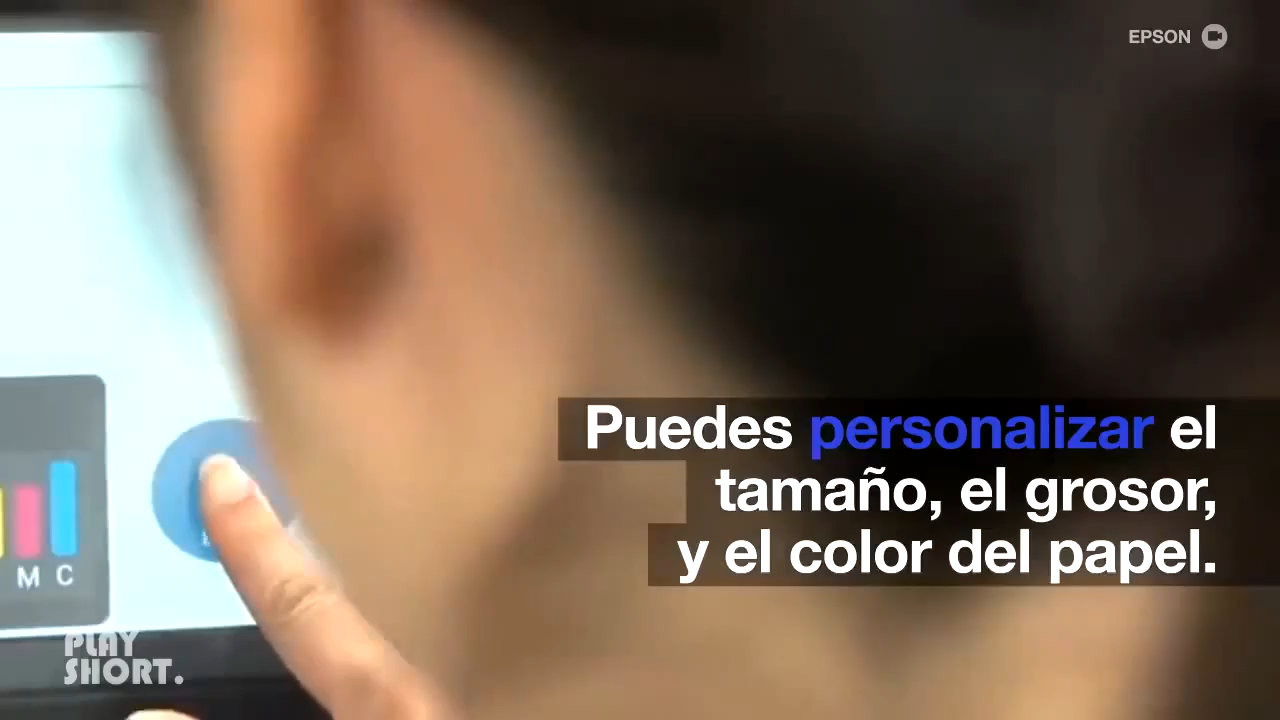 EPSON
Puedes personalizar el
tamaño, el grosor,
y el color del papel.
M C
PLAY
SHORT.